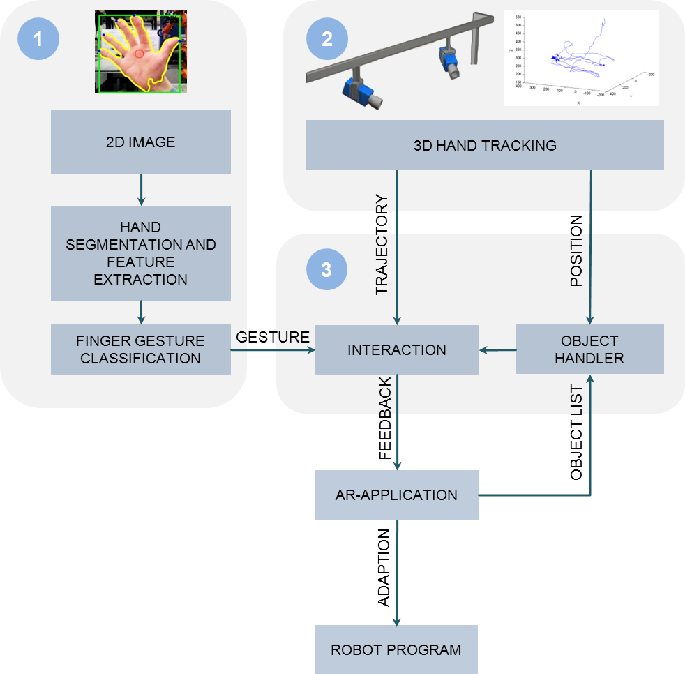 1
2D IMAGE
HAND
SEGMENTATION AND
FEATURE
EXTRACTION
FINGER GESTURE
CLASSIFICATION
GESTURE
2
3D HAND TRACKING
TRAJECTORY
POSITION
3
INTERACTION
OBJECT
HANDLER
FEEDBACK
OBJECT LIST
AR-APPLICATION
ADAPTION
ROBOT PROGRAM